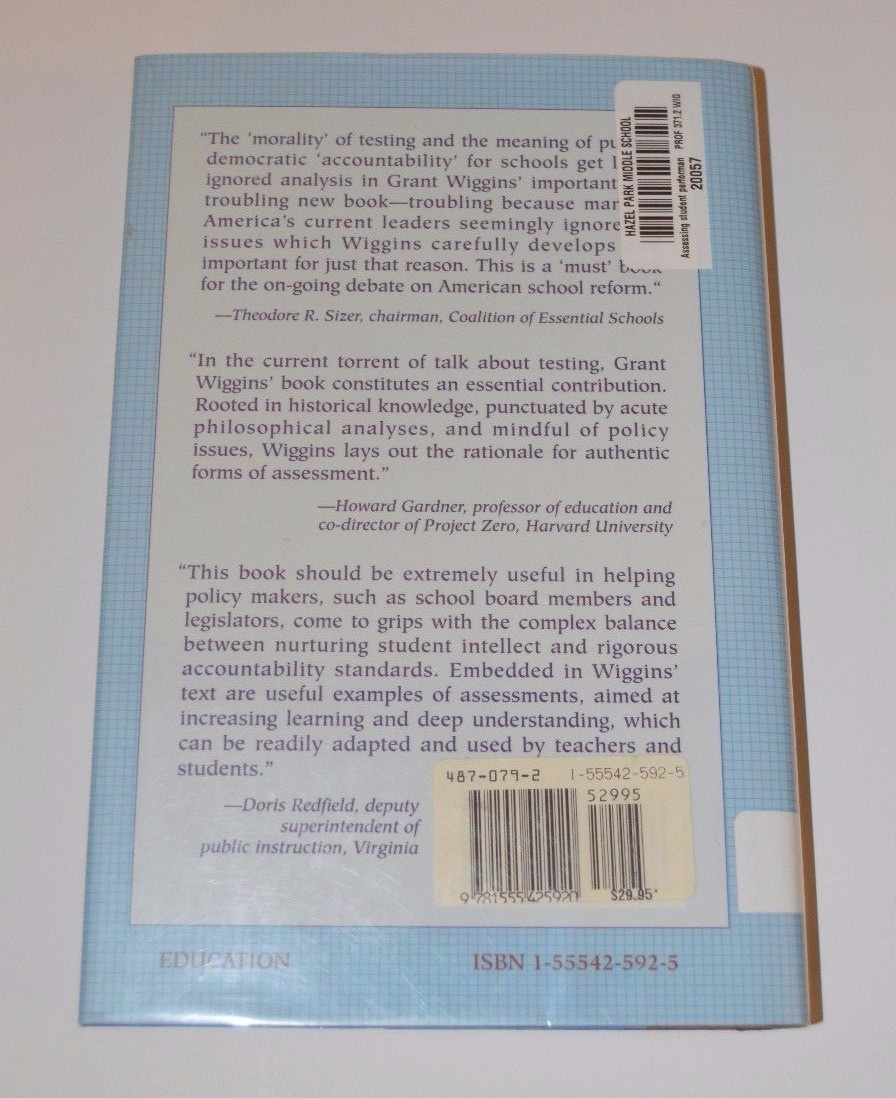 “The ‘morality’ of testing and the meaning of
democratic ‘accountability’ for schools get
ignored analysis in Grant Wiggins’ important
troubling new book—troubling because
America’s current leaders seemingly
issues which Wiggins carefully develops
important for just that reason. This is a ‘must’ book
for the on-going debate on American school reform.“
—Theodore R. Sizer, chairman, Coalition of Essential Schools
“In the current torrent of talk about testing, Grant
Wiggins’ book constitutes an essential contribution.
Rooted in historical knowledge, punctuated by acute
philosophical analyses, and mindful of policy
issues, Wiggins lays out the rationale for authentic
forms of assessment.”
—Howard Gardner, professor of education and
co-director of Project Zero, Harvard University
“This book should be extremely useful in helping
policy makers, such as school board members and
legislators, come to grips with the complex balance
between nurturing student intellect and rigorous
accountability standards. Embedded in Wiggins’
text are useful examples of assessments, aimed at
increasing learning and deep understanding, which
can be readily adapted and used by teachers and
students.”
—Doris Redfield, deputy
superintendent of
public instruction, Virginia
HAZEL PARK MIDDLE SCHOOL
Assessing student performan PROF 371.2 WIG
20057
487-079-2 1-55542-592-5
52995
9 781555 425920 $29.95*
EDUCATION ISBN 1-55542-592-5